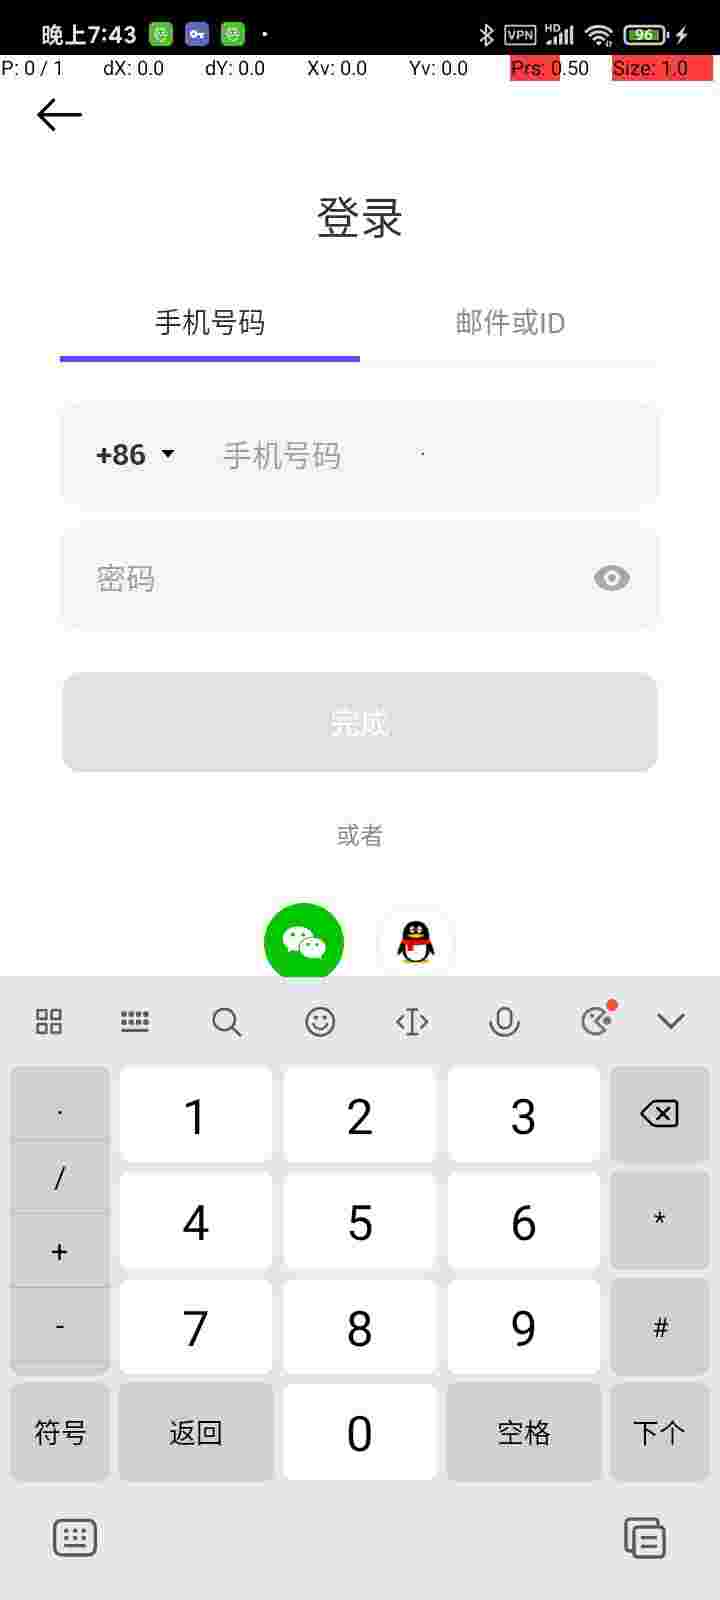 晚上7:43 VPN HD 96
P: 0 / 1 dX: 0.0 dY: 0.0 Xv: 0.0 Yv: 0.0 Prs: 0.50 Size: 1.0
登录
手机号码 邮件或ID
+86 手机号码
密码
完成
或者
. 1 2 3
/ 4 5 6 *
+
- 7 8 9 #
符号 返回 0 空格 下个